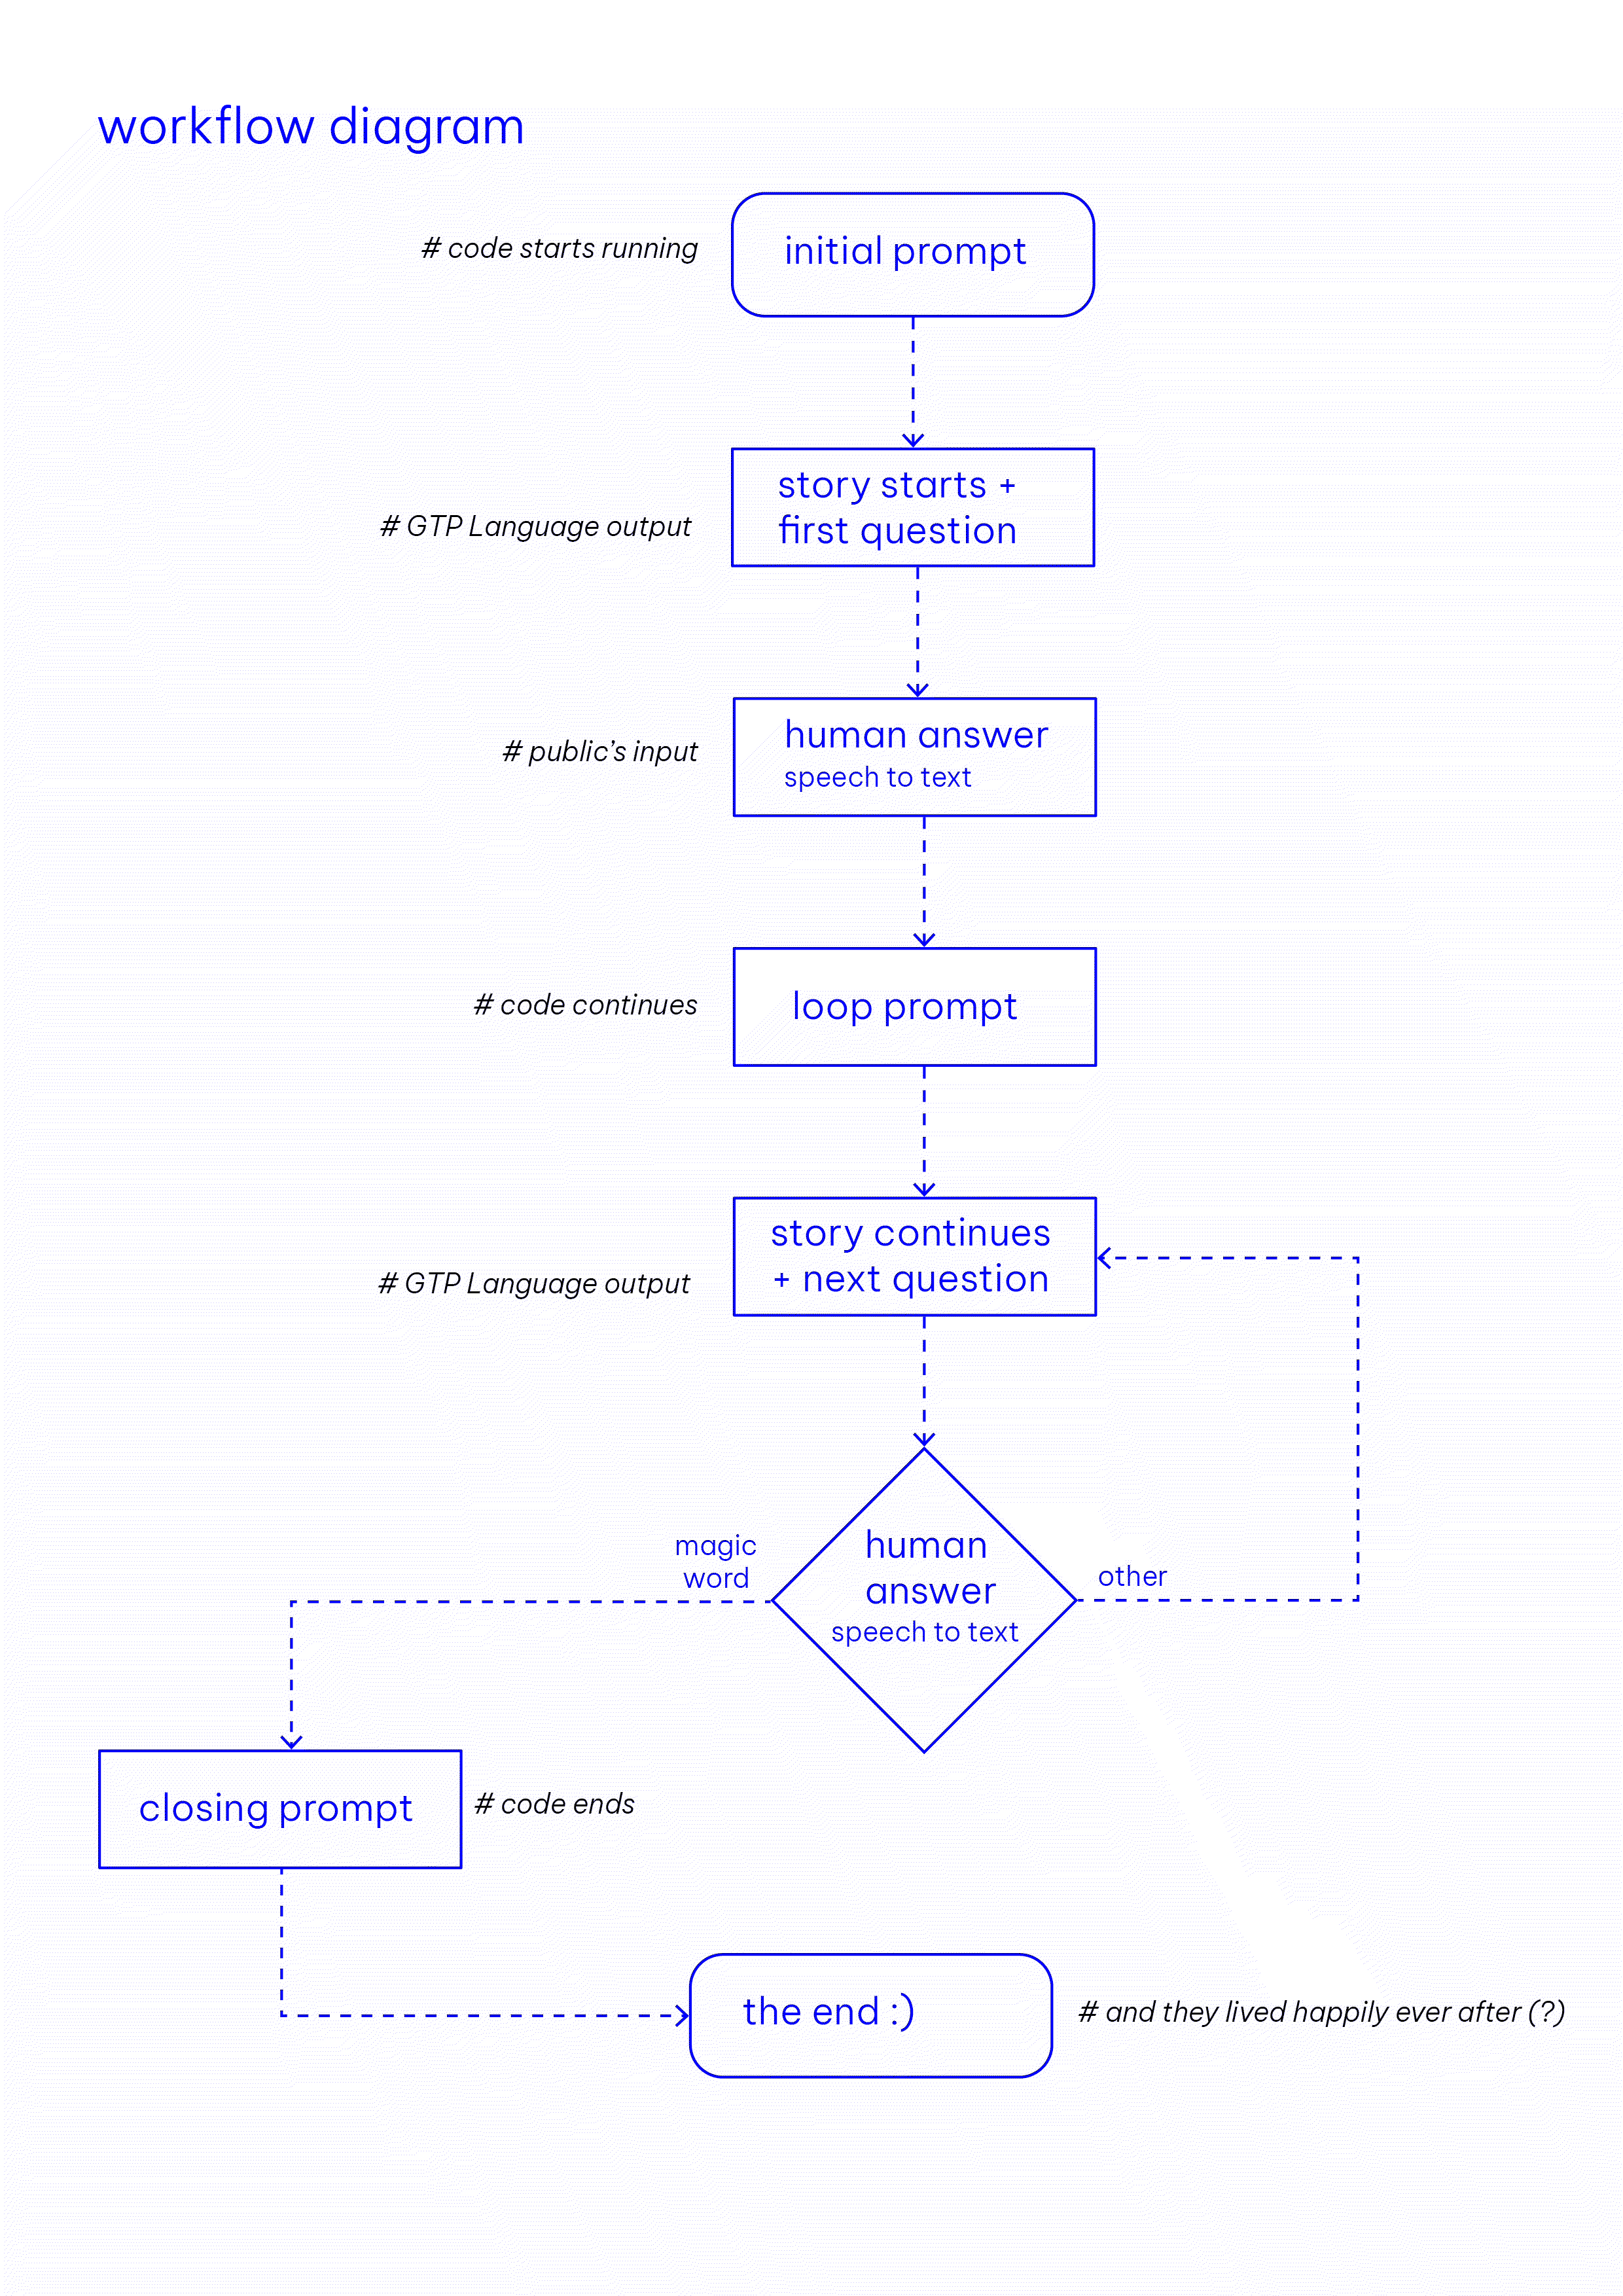 workflow diagram
# code starts running
initial prompt
story starts +
first question
# GTP Language output
human answer
speech to text
# public’s input
loop prompt
# code continues
story continues
+ next question
# GTP Language output
magic
word
human
answer
speech to text
other
closing prompt
# code ends
the end :)
# and they lived happily ever after (?)